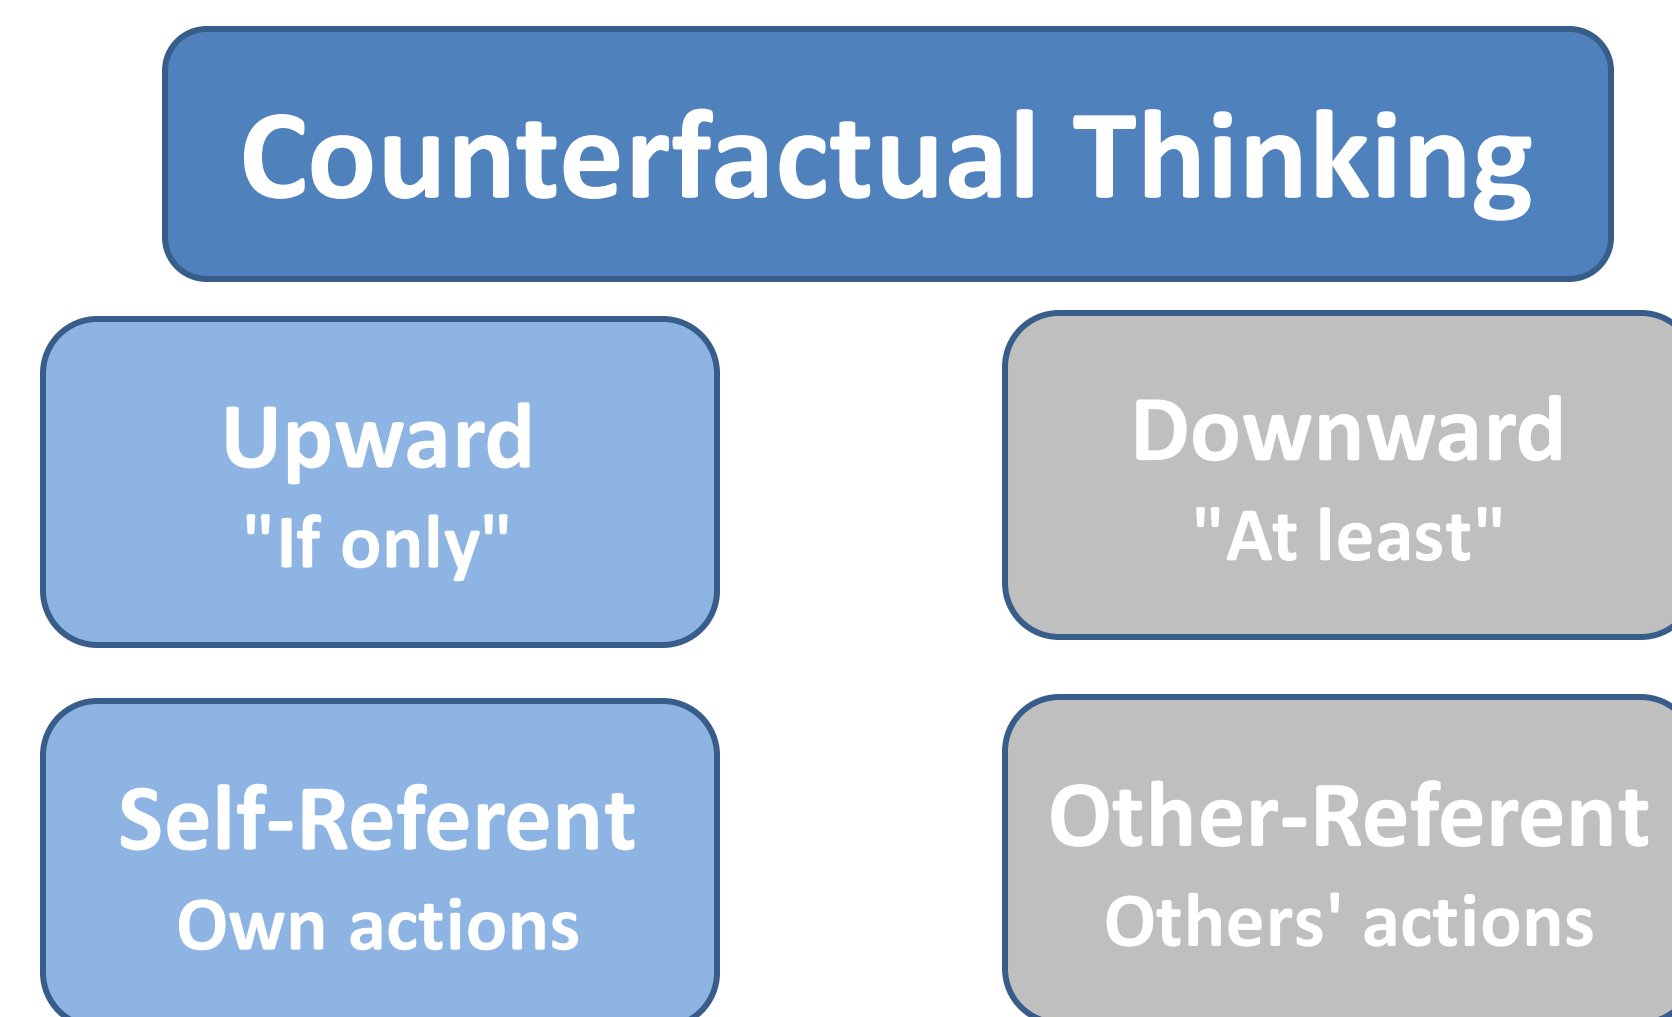 Counterfactual Thinking
Upward
"If only"
Downward
"At least"
Self-Referent
Own actions
Other-Referent
Others' actions